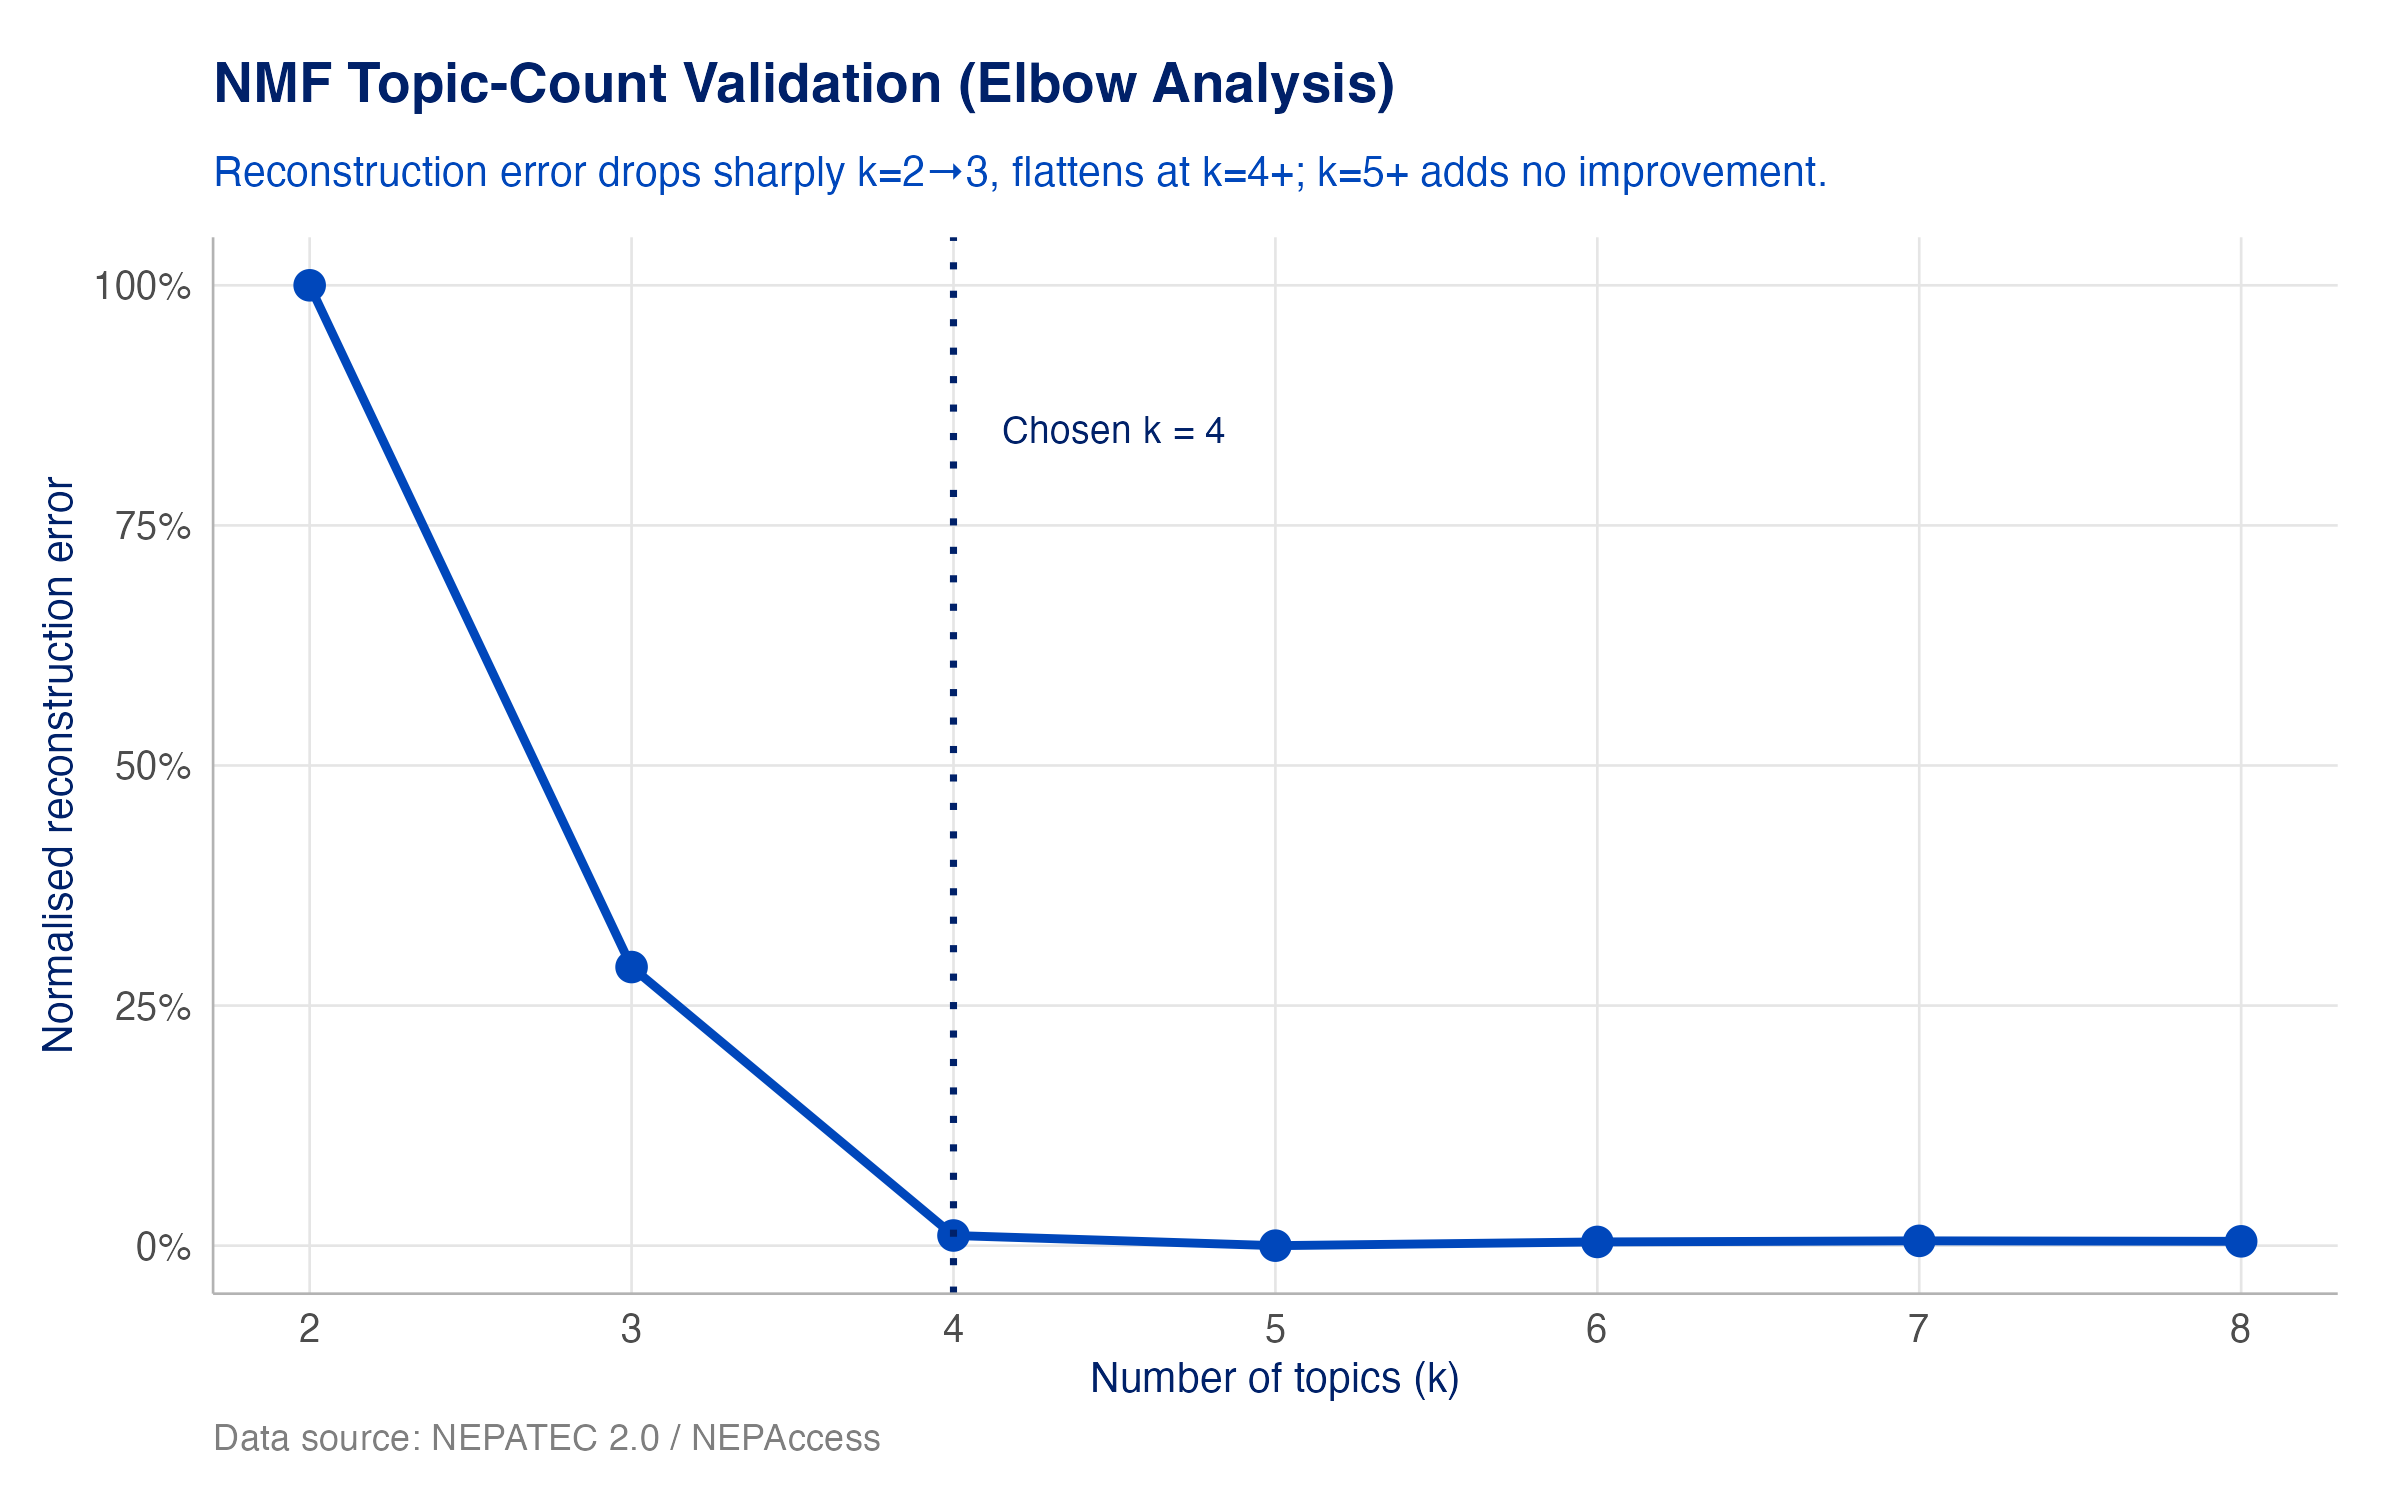 NMF Topic-Count Validation (Elbow Analysis)
Reconstruction error drops sharply k=2→3, flattens at k=4+; k=5+ adds no improvement.
Normalised reconstruction error
100%
75%
50%
25%
0%
Chosen k = 4
2 3 4 5 6 7 8
Number of topics (k)
Data source: NEPATEC 2.0 / NEPAccess